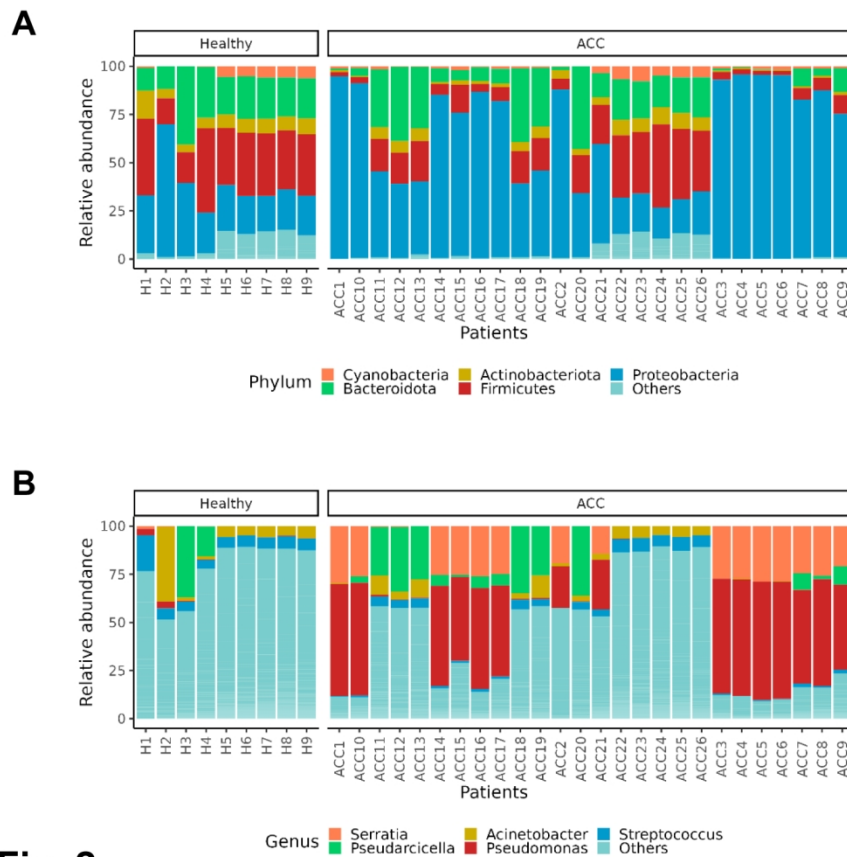 A
Healthy ACC
Relative abundance
100
75
50
25
0
H1 H2 H3 H4 H5 H6 H7 H8 H9 ACC1 ACC10 ACC11 ACC12 ACC13 ACC14 ACC15 ACC16 ACC17 ACC18 ACC19 ACC2 ACC20 ACC21 ACC22 ACC23 ACC24 ACC25 ACC26 ACC3 ACC4 ACC5 ACC6 ACC7 ACC8 ACC9
Patients
Phylum Cyanobacteria Actinobacteriota Proteobacteria
Bacteroidota Firmicutes Others
B
Healthy ACC
Relative abundance
100
75
50
25
0
H1 H2 H3 H4 H5 H6 H7 H8 H9 ACC1 ACC10 ACC11 ACC12 ACC13 ACC14 ACC15 ACC16 ACC17 ACC18 ACC19 ACC2 ACC20 ACC21 ACC22 ACC23 ACC24 ACC25 ACC26 ACC3 ACC4 ACC5 ACC6 ACC7 ACC8 ACC9
Patients
Genus Serratia Acinetobacter Streptococcus
Pseudarcicella Pseudomonas Others